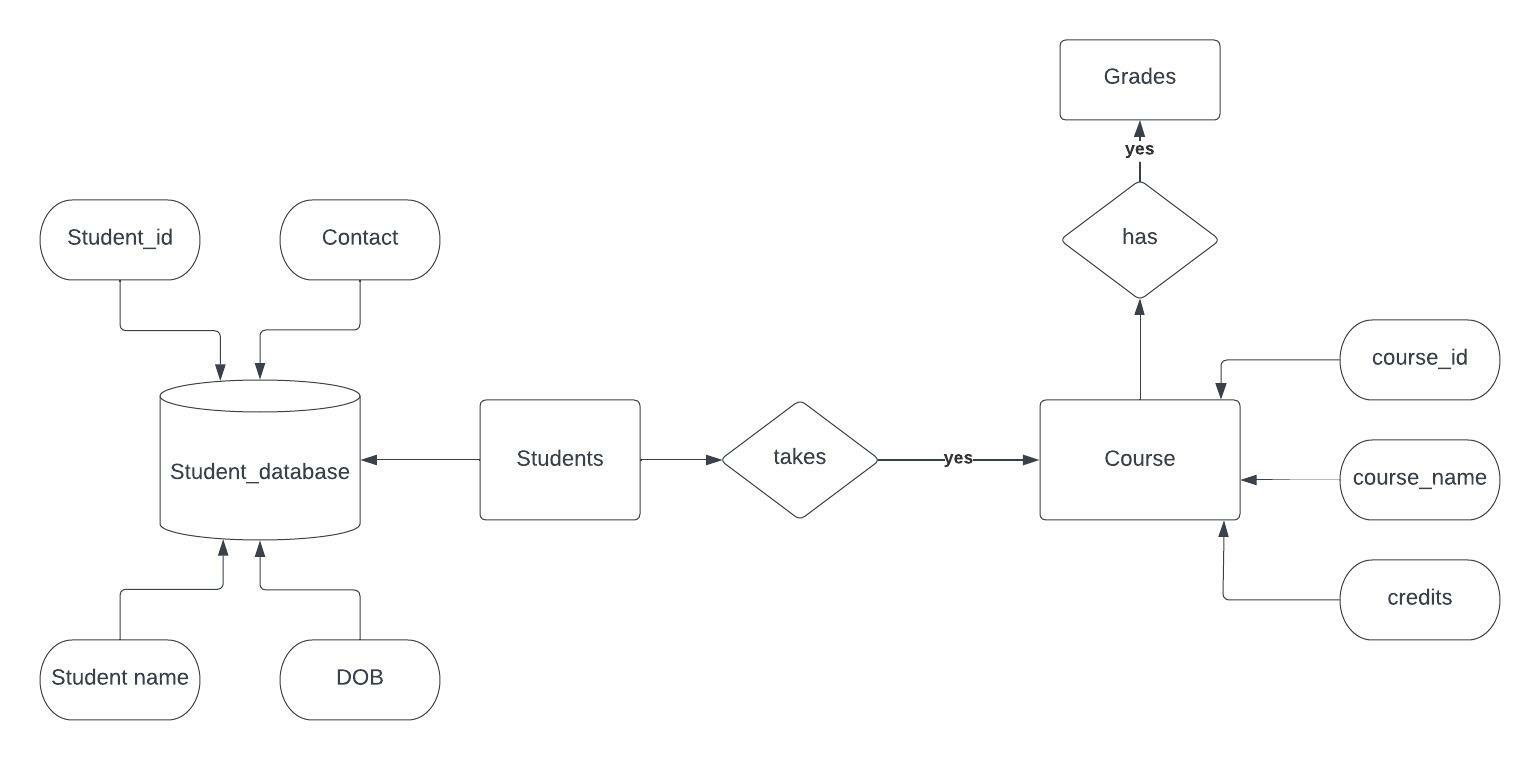 Grades
yes
Student_id
Contact
has
course_id
Student_database
Students
takes
yes
Course
course_name
credits
Student name
DOB